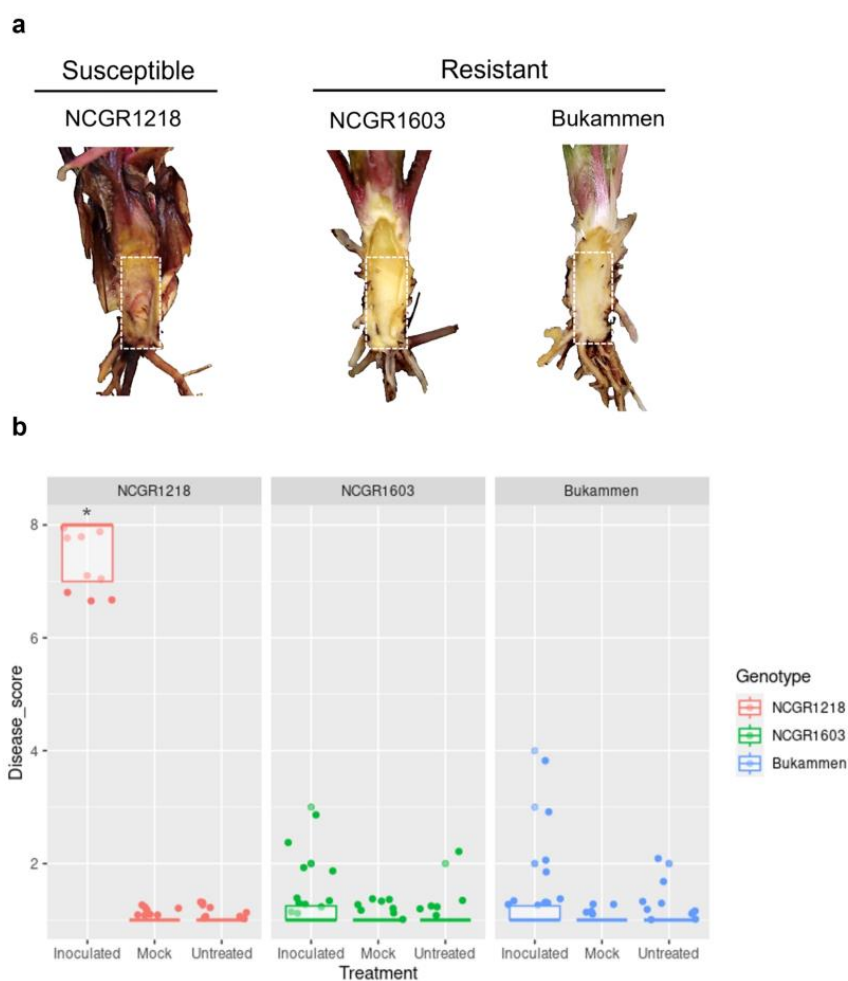 a
Susceptible
Resistant
NCGR1218
NCGR1603
Bukammen
b
NCGR1218
NCGR1603
Bukammen
*
8
6
4
2
Disease_score
Inoculated
Mock
Untreated
Inoculated
Mock
Untreated
Inoculated
Mock
Untreated
Treatment
Genotype
NCGR1218
NCGR1603
Bukammen